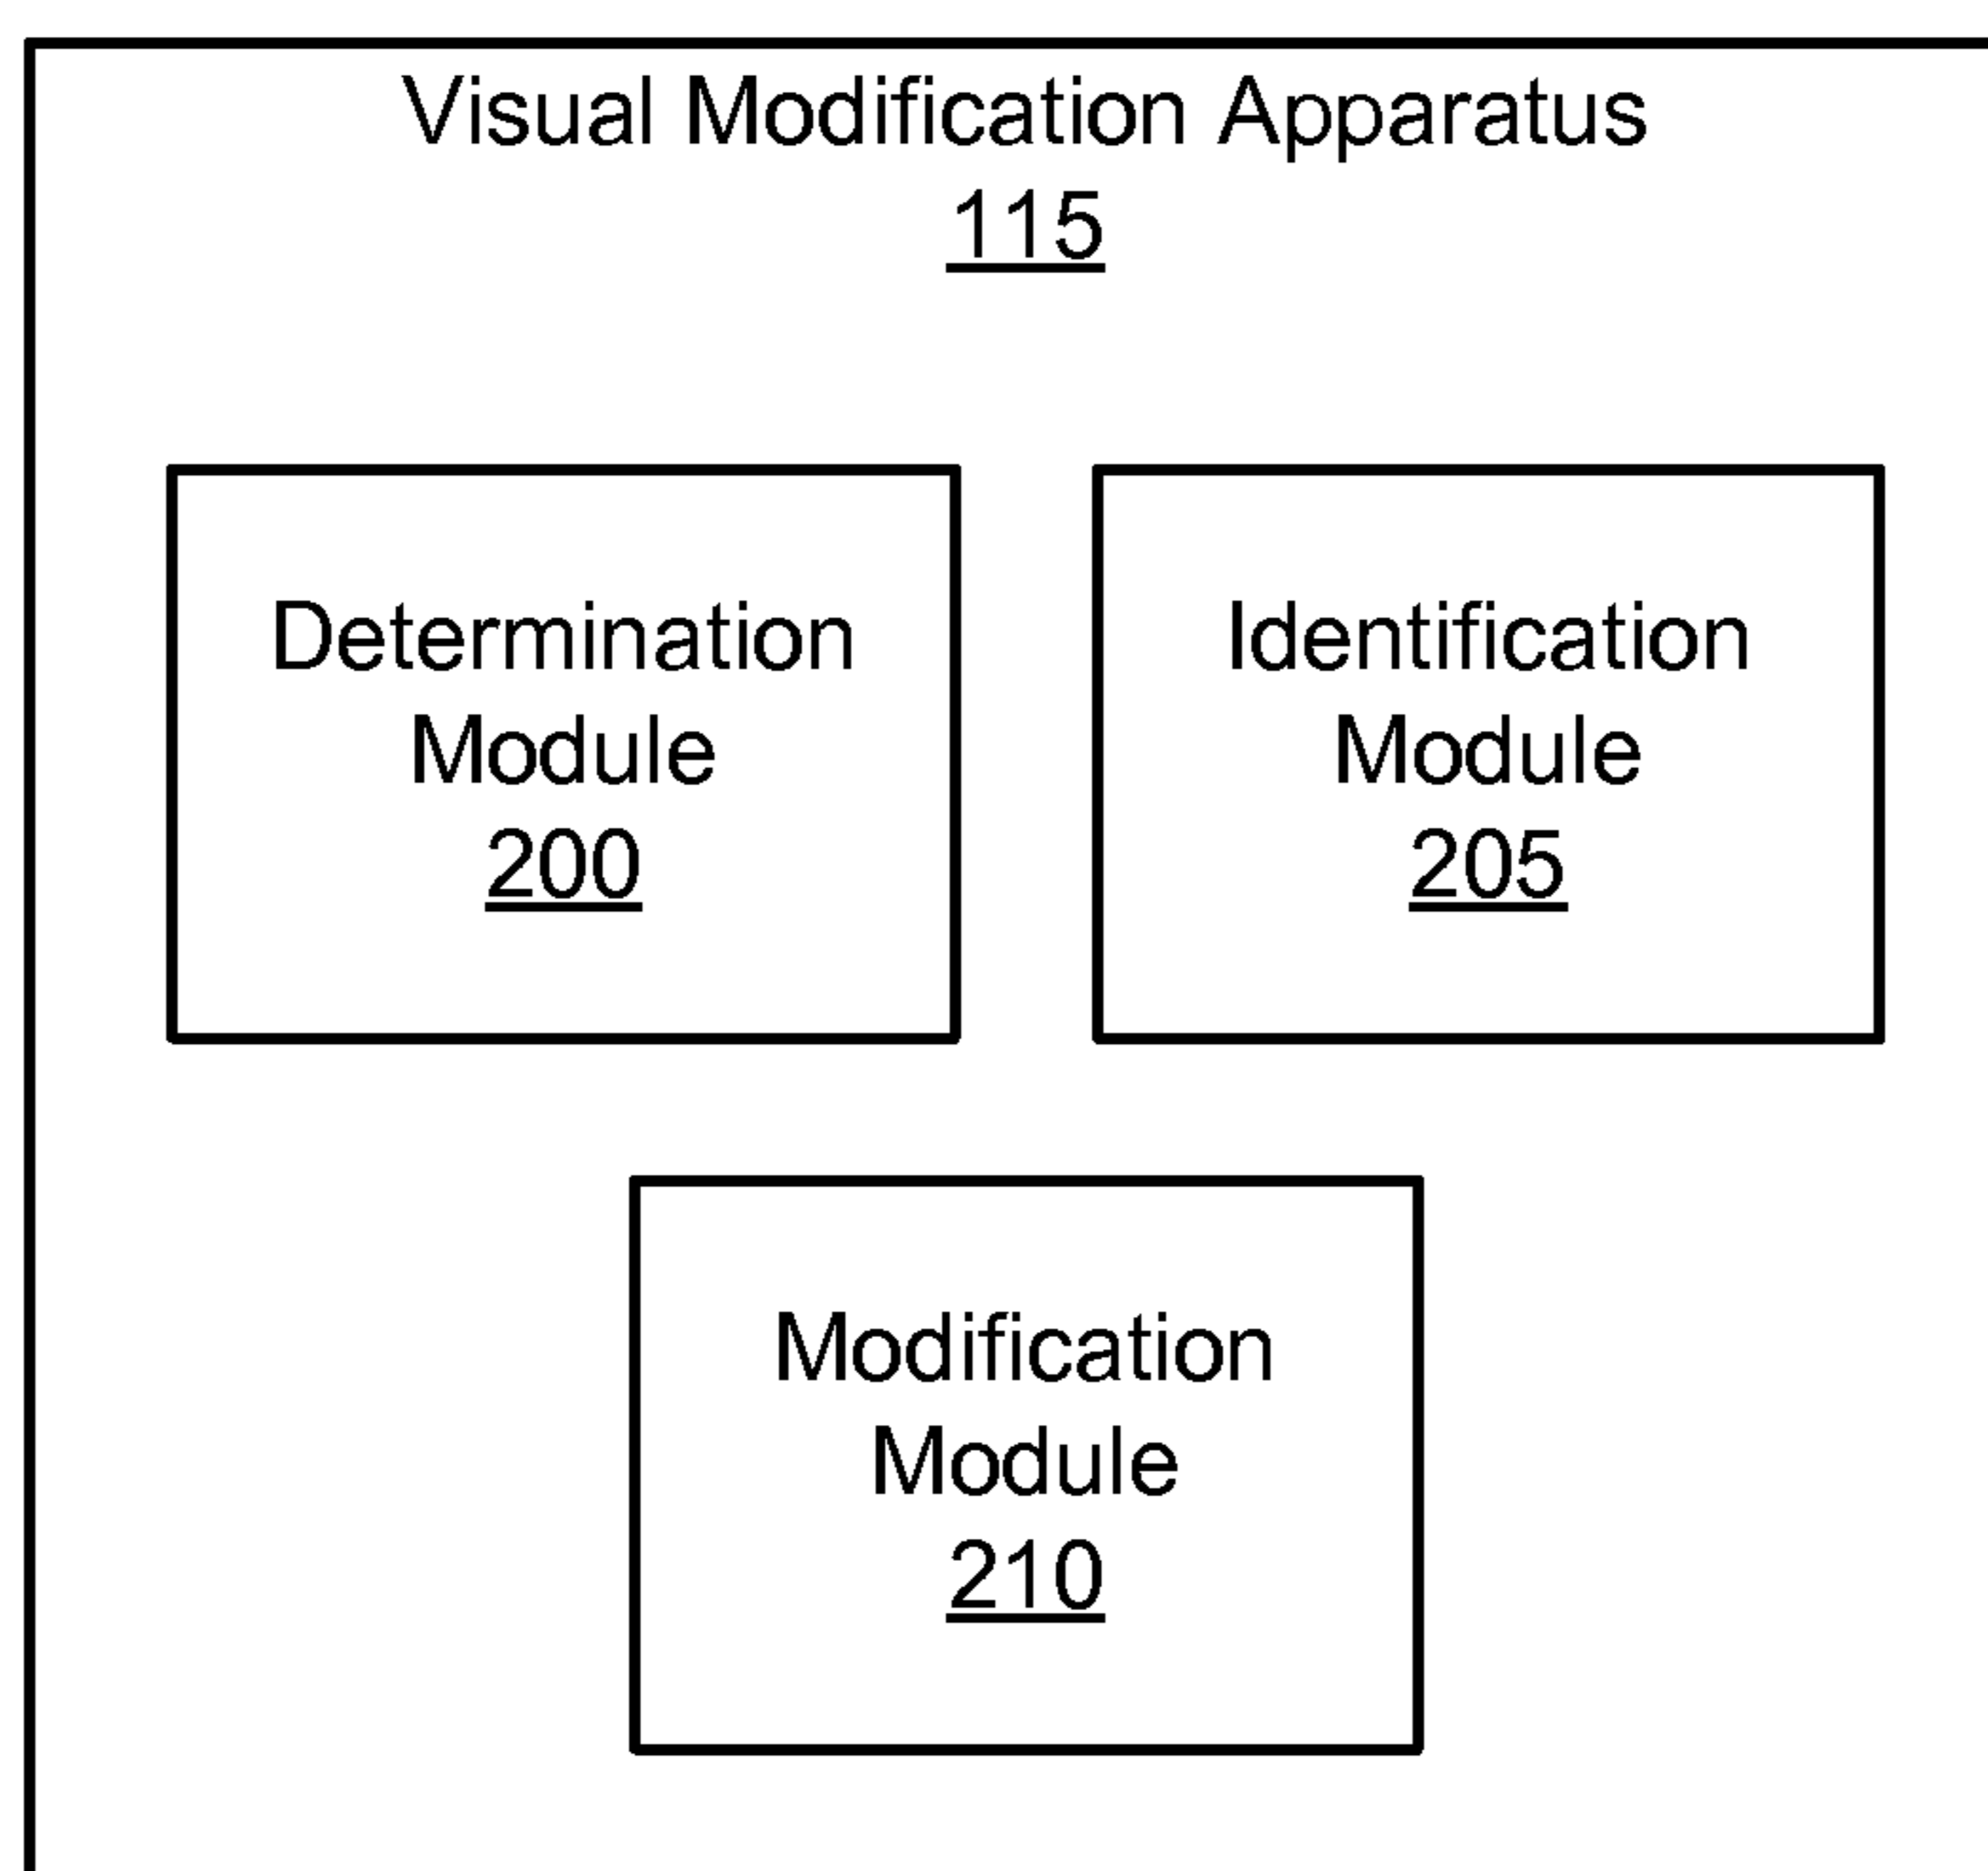 Visual Modification Apparatus
115
Determination
Module
200
Identification
Module
205
Modification
Module
210